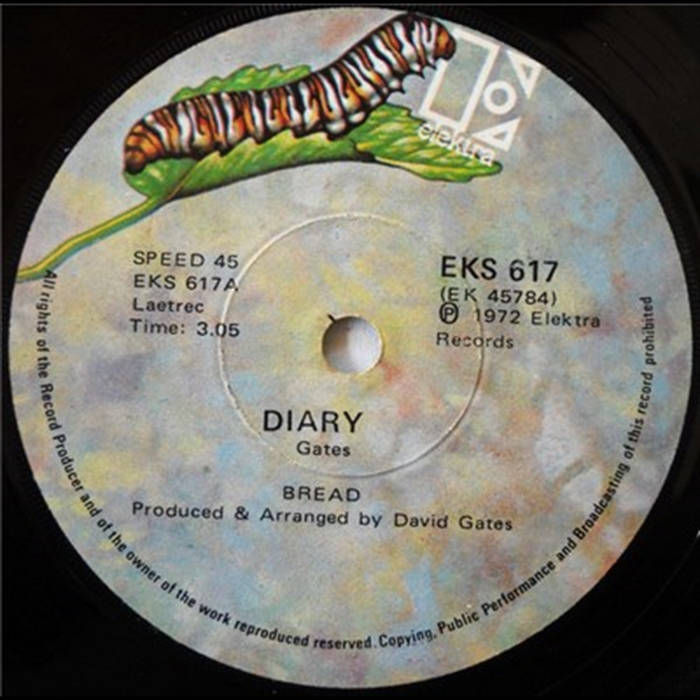 elektra
SPEED 45
EKS 617A
Laetrec
Time: 3.05
EKS 617
(EK 45784)
Ⓟ 1972 Elektra
Records
DIARY
Gates
BREAD
Produced & Arranged by David Gates
All rights of the Record Producer and of the owner of the work reproduced reserved. Copying, Public Performance and Broadcasting of this record prohibited